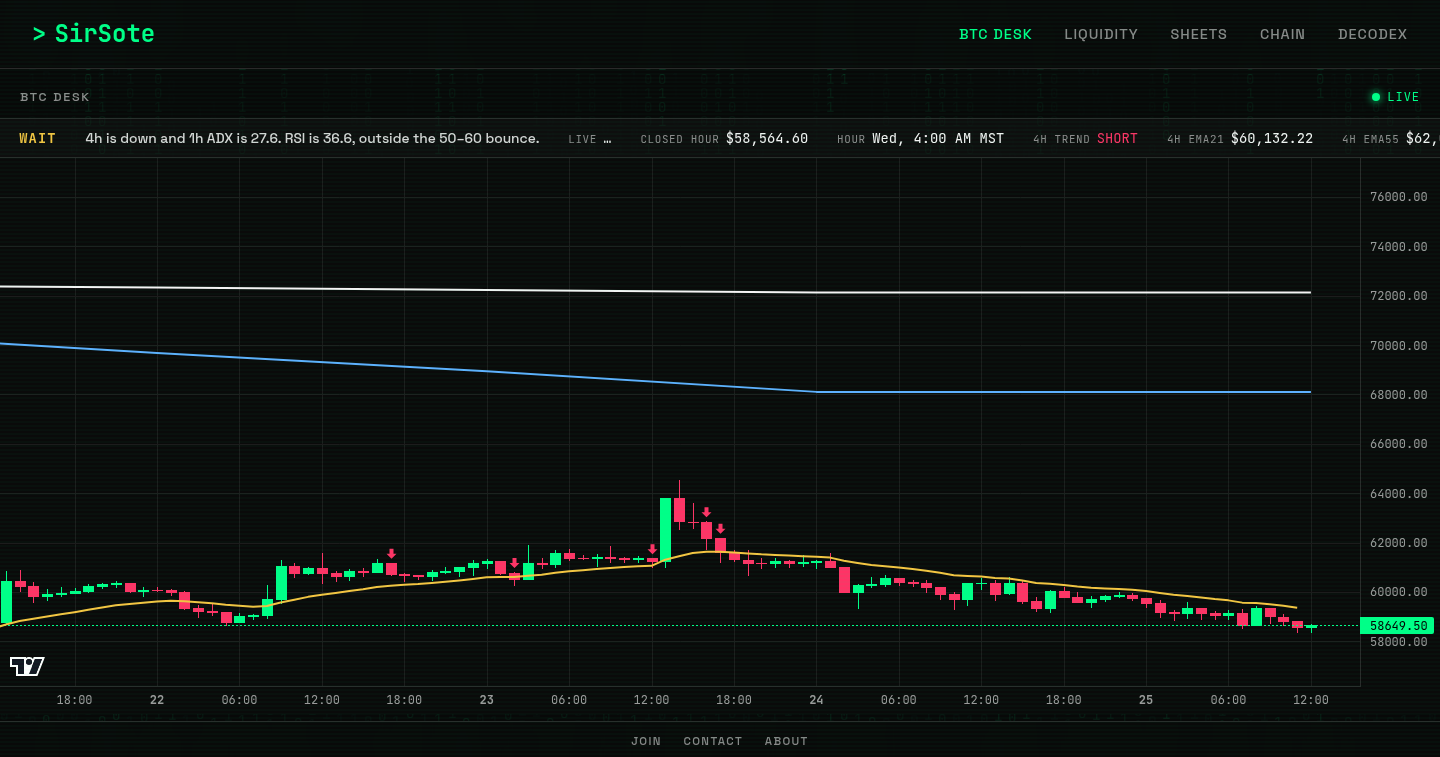 > SirSote
BTC DESK LIQUIDITY SHEETS CHAIN DECODEX
BTC DESK
LIVE
WAIT 4h is down and 1h ADX is 27.6. RSI is 36.6, outside the 50–60 bounce. LIVE … CLOSED HOUR $58,564.60 HOUR Wed, 4:00 AM MST 4H TREND SHORT 4H EMA21 $60,132.22 4H EMA55 $62,
76000.00
74000.00
72000.00
70000.00
68000.00
66000.00
64000.00
62000.00
60000.00
58649.50
58000.00
18:00 22 06:00 12:00 18:00 23 06:00 12:00 18:00 24 06:00 12:00 18:00 25 06:00 12:00
JOIN CONTACT ABOUT